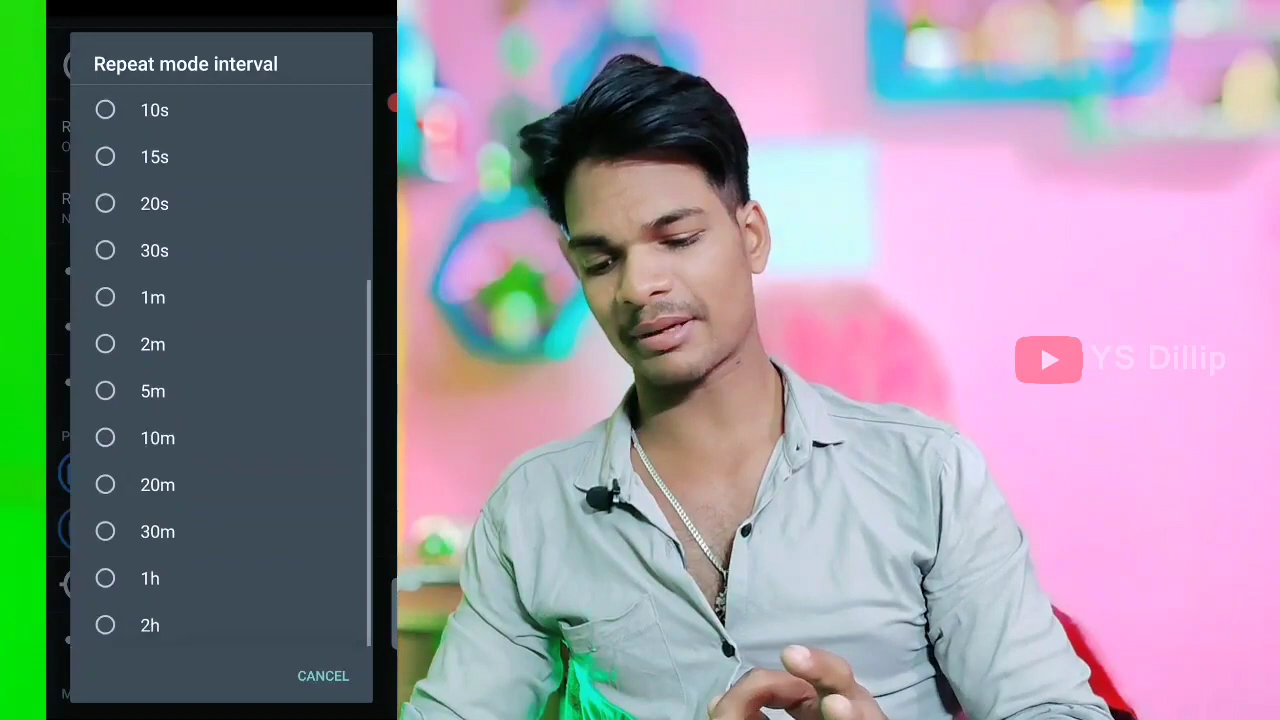 Repeat mode interval
10s
15s
20s
30s
1m
2m
5m
10m
20m
30m
1h
2h
CANCEL
YS Dillip